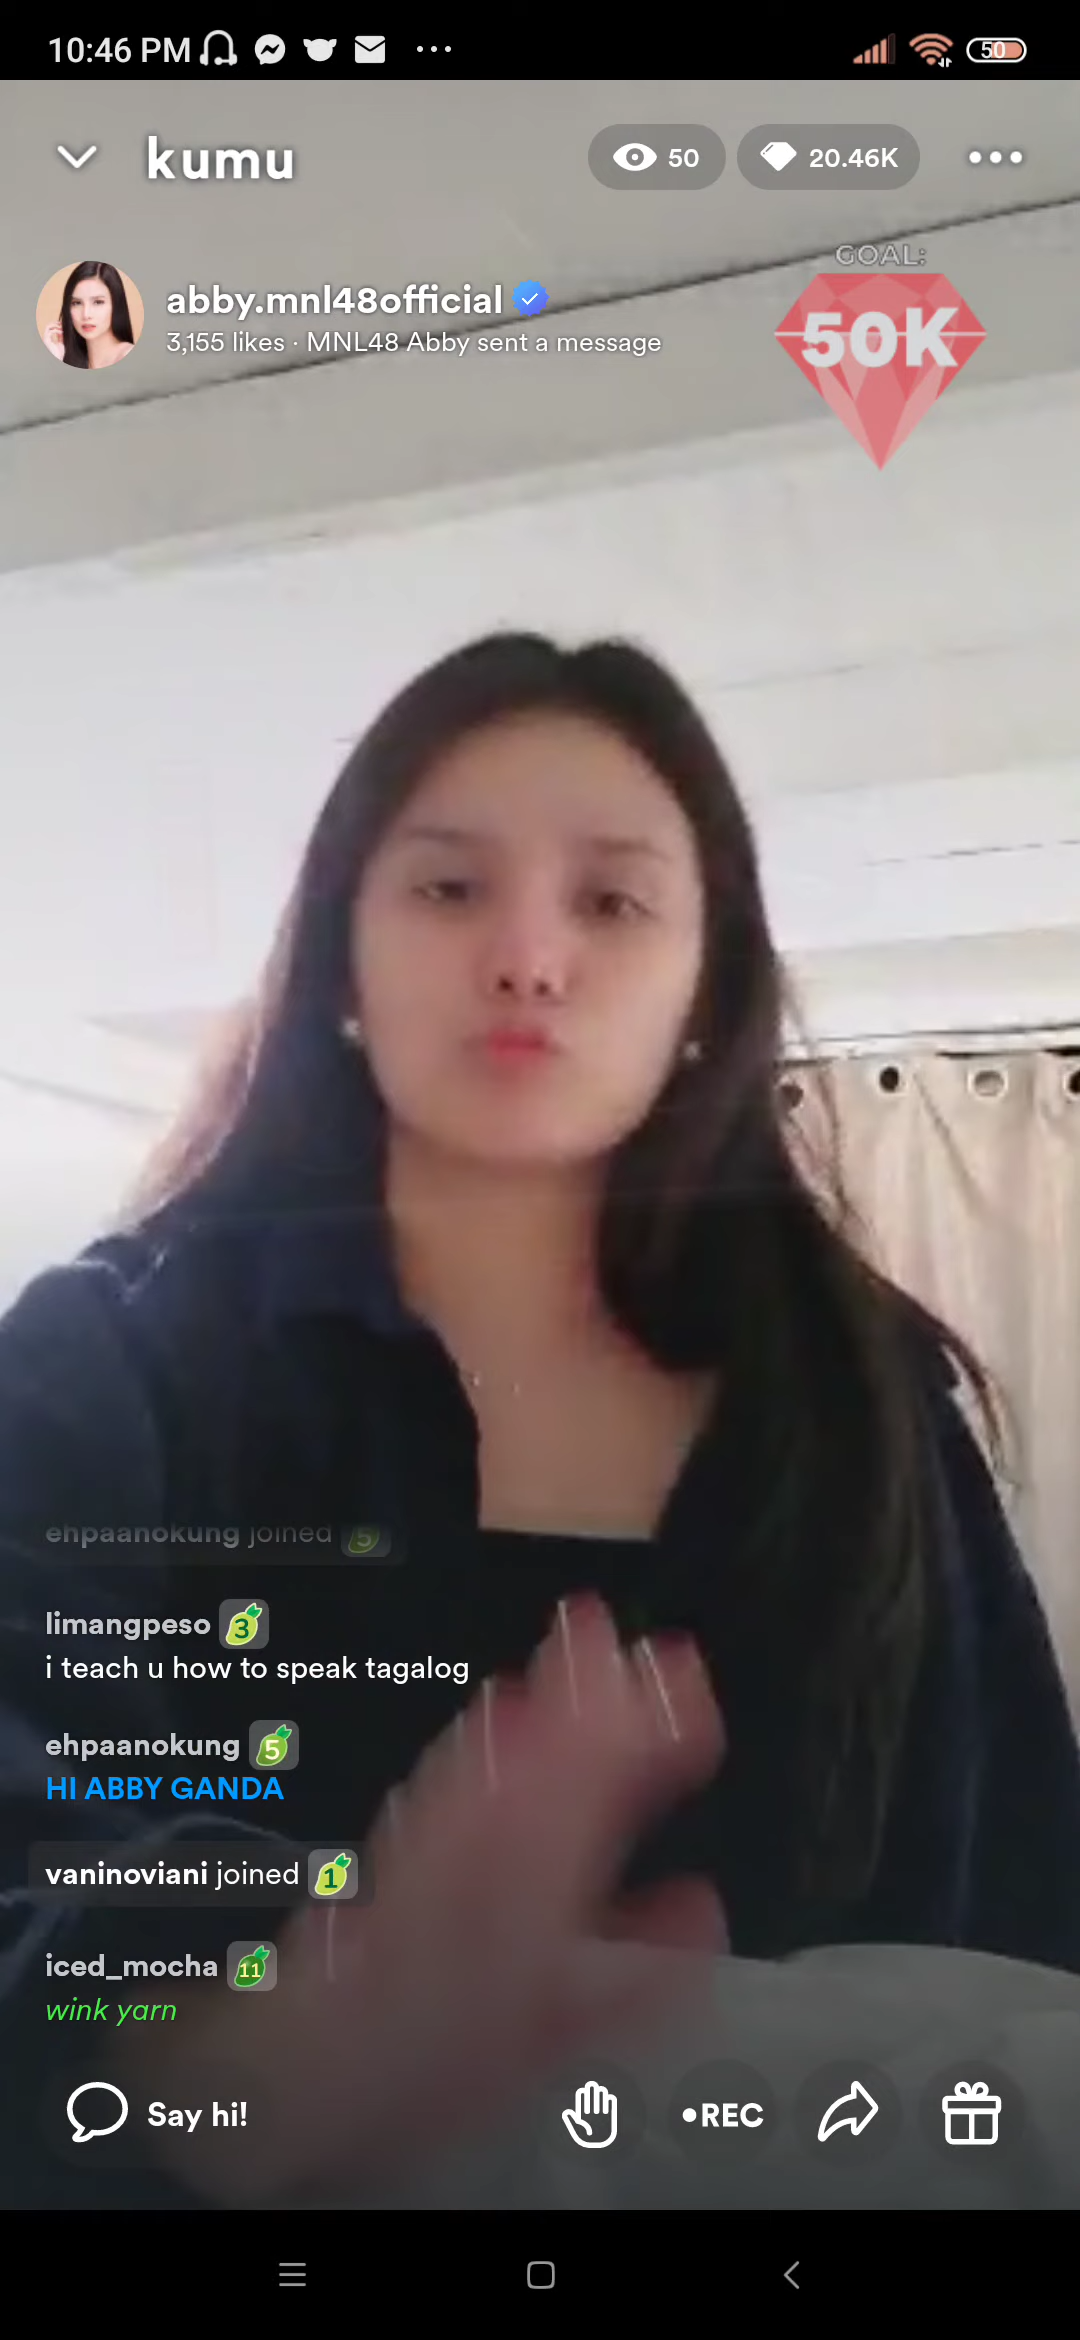 10:46 PM
50
kumu
50
20.46K
GOAL:
50K
abby.mnl48official
3,155 likes · MNL48 Abby sent a message
ehpaanokung joined 5
limangpeso 3
i teach u how to speak tagalog
ehpaanokung 5
HI ABBY GANDA
vaninoviani joined 1
iced_mocha 11
wink yarn
Say hi!
•REC